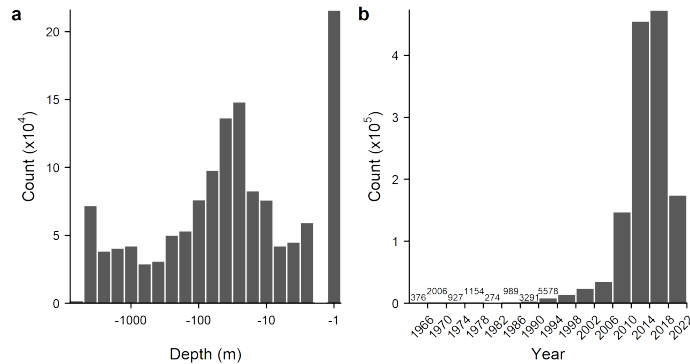 a
20
15
10
5
0
Count (x10⁴)
-1000 -100 -10 -1
Depth (m)
b
4
3
2
1
0
Count (x10⁵)
376 2006 927 1154 274 989 3291 5578
1966 1970 1974 1978 1982 1986 1990 1994 1998 2002 2006 2010 2014 2018 2022
Year